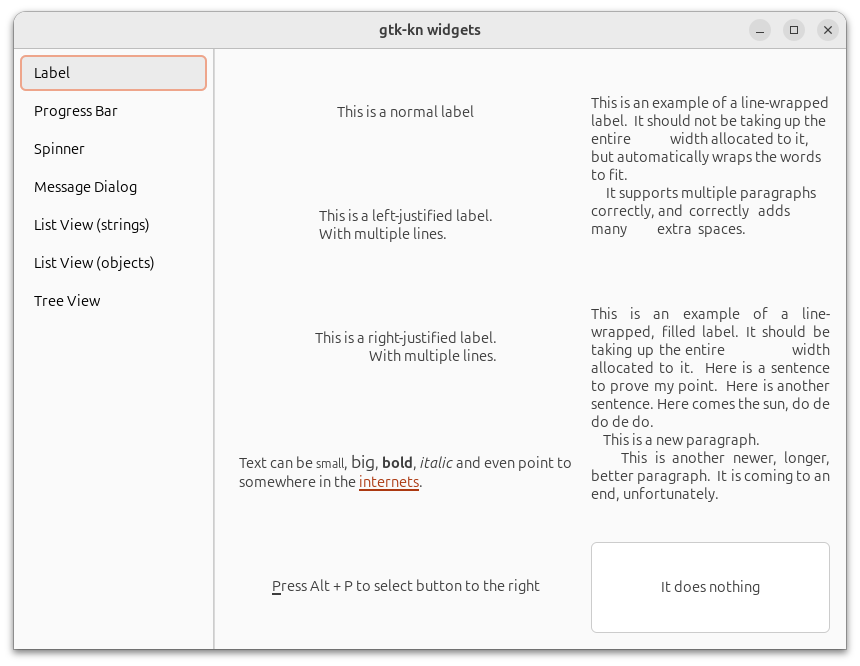 gtk-kn widgets
Label
Progress Bar
Spinner
Message Dialog
List View (strings)
List View (objects)
Tree View
This is a normal label
This is a left-justified label.
With multiple lines.
This is a right-justified label.
With multiple lines.
Text can be small, big, bold, italic and even point to
somewhere in the internets.
Press Alt + P to select button to the right
This is an example of a line-wrapped
label.  It should not be taking up the
entire          width allocated to it,
but automatically wraps the words
to fit.
    It supports multiple paragraphs
correctly, and  correctly  adds
many        extra  spaces.
This is an example of a line-
wrapped, filled label. It should be
taking up the entire                width
allocated to it.  Here is a sentence
to prove my point.  Here is another
sentence. Here comes the sun, do de
do de do.
   This is a new paragraph.
       This is another newer, longer,
better paragraph.  It is coming to an
end, unfortunately.
It does nothing